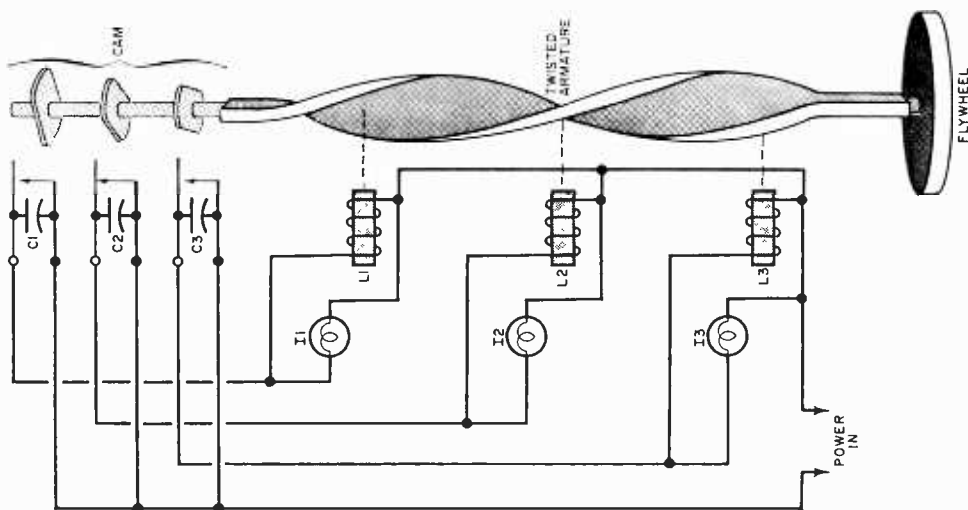 CAM
TWISTED
ARMATURE
FLYWHEEL
C1
C2
C3
L1
L2
L3
I1
I2
I3
POWER
IN